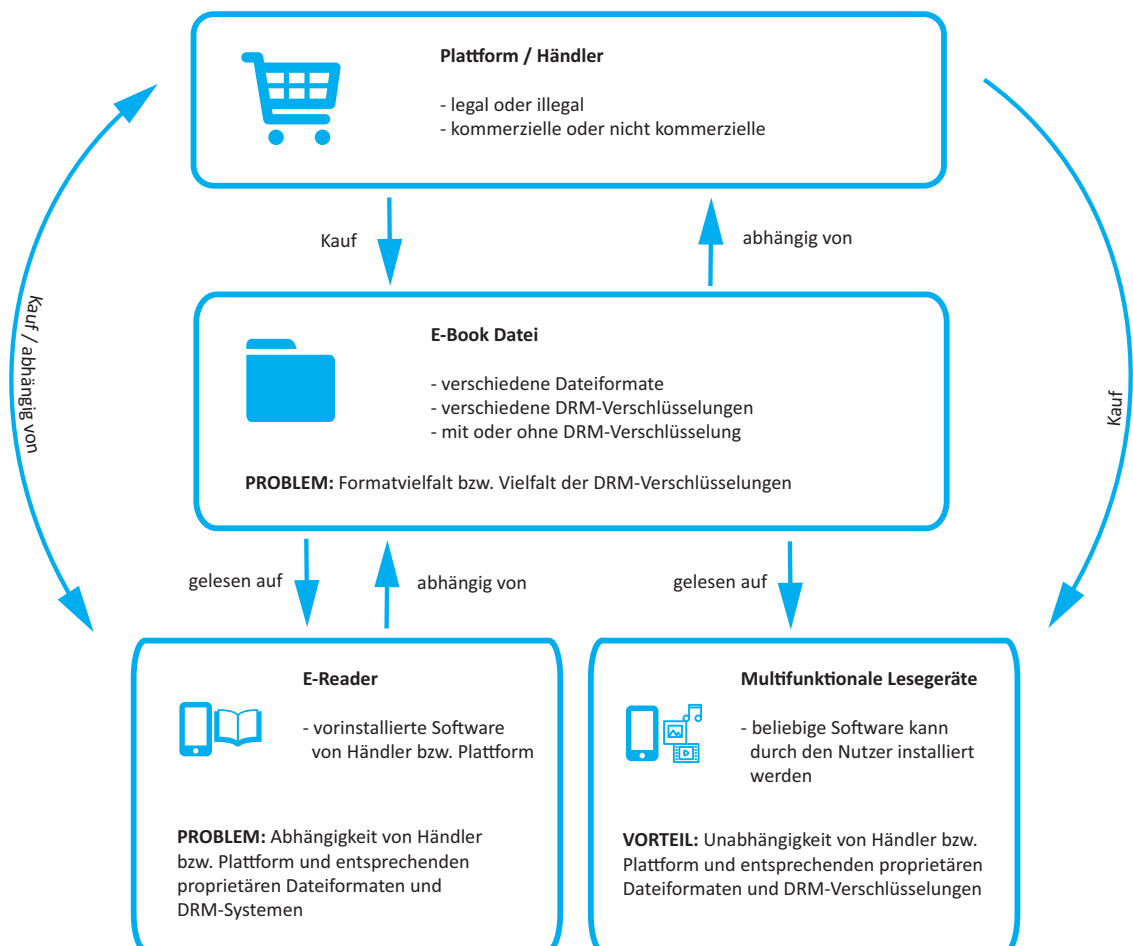 Plattform / Händler
- legal oder illegal
- kommerzielle oder nicht kommerzielle
Kauf
abhängig von
Kauf / abhängig von
Kauf
E-Book Datei
- verschiedene Dateiformate
- verschiedene DRM-Verschlüsselungen
- mit oder ohne DRM-Verschlüsselung
PROBLEM: Formatvielfalt bzw. Vielfalt der DRM-Verschlüsselungen
gelesen auf
abhängig von
gelesen auf
E-Reader
- vorinstallierte Software
von Händler bzw. Plattform
PROBLEM: Abhängigkeit von Händler
bzw. Plattform und entsprechenden
proprietären Dateiformaten und
DRM-Systemen
Multifunktionale Lesegeräte
- beliebige Software kann
durch den Nutzer installiert
werden
VORTEIL: Unabhängigkeit von Händler bzw.
Plattform und entsprechenden proprietären
Dateiformaten und DRM-Verschlüsselungen